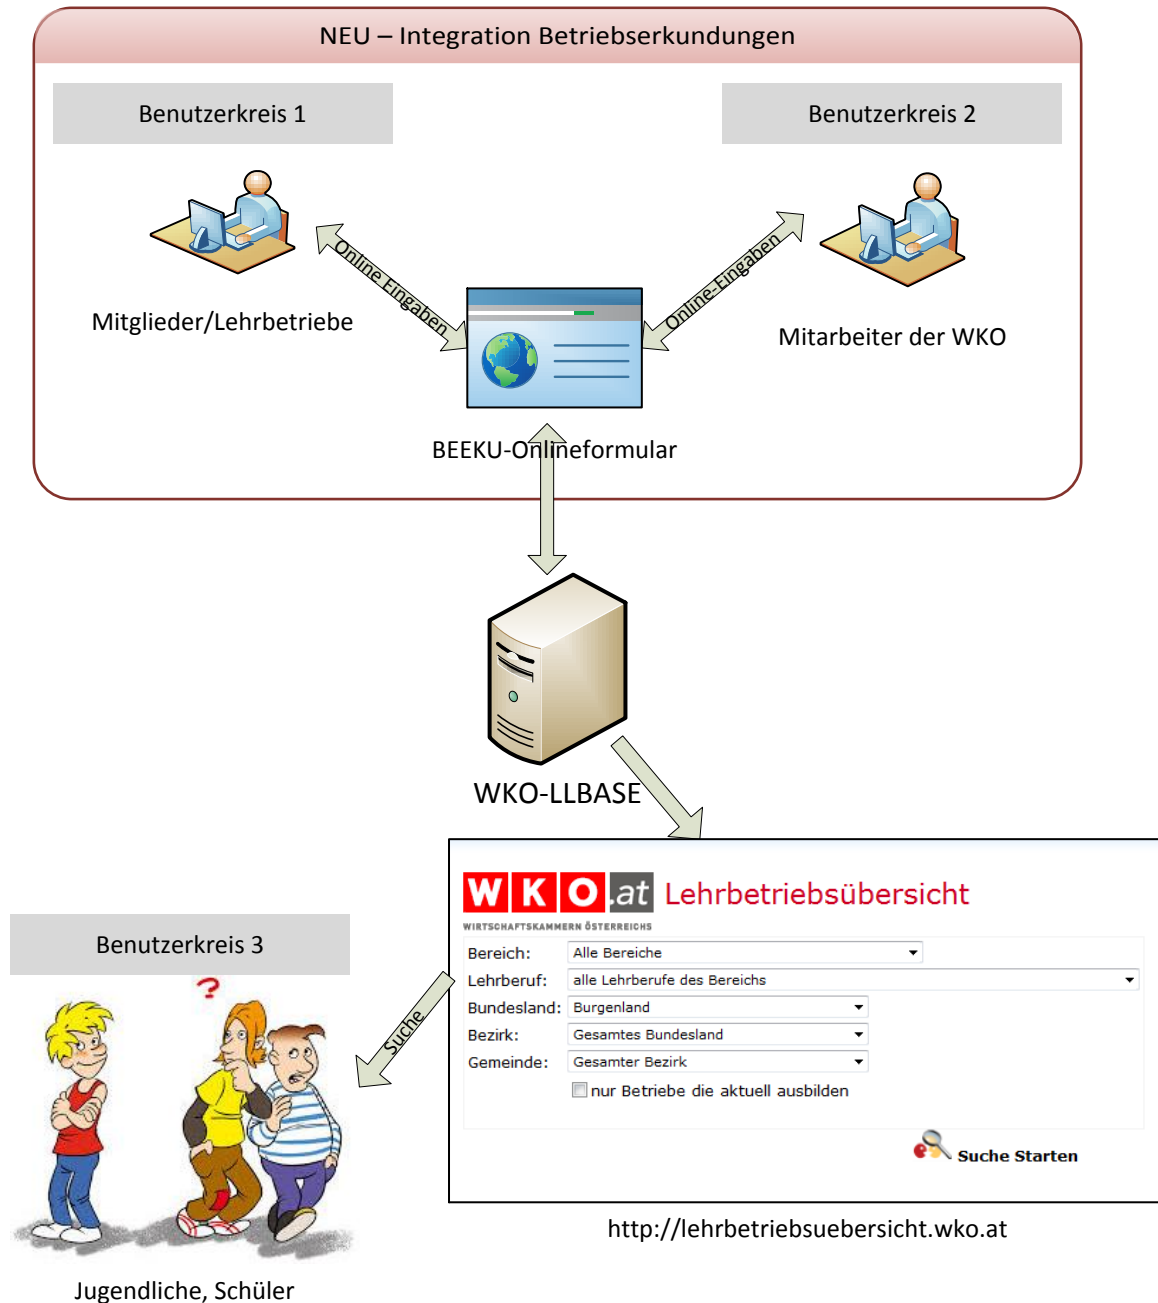 NEU – Integration Betriebserkundungen
Benutzerkreis 1
Benutzerkreis 2
Online Eingaben
Online-Eingaben
Mitglieder/Lehrbetriebe
Mitarbeiter der WKO
BEEKU-Onlineformular
WKO-LLBASE
WKO.at Lehrbetriebsübersicht
WIRTSCHAFTSKAMMERN ÖSTERREICHS
Bereich: Alle Bereiche
Lehrberuf: alle Lehrberufe des Bereichs
Bundesland: Burgenland
Bezirk: Gesamtes Bundesland
Gemeinde: Gesamter Bezirk
nur Betriebe die aktuell ausbilden
Suche Starten
http://lehrbetriebsuebersicht.wko.at
Suche
Benutzerkreis 3
?
Jugendliche, Schüler